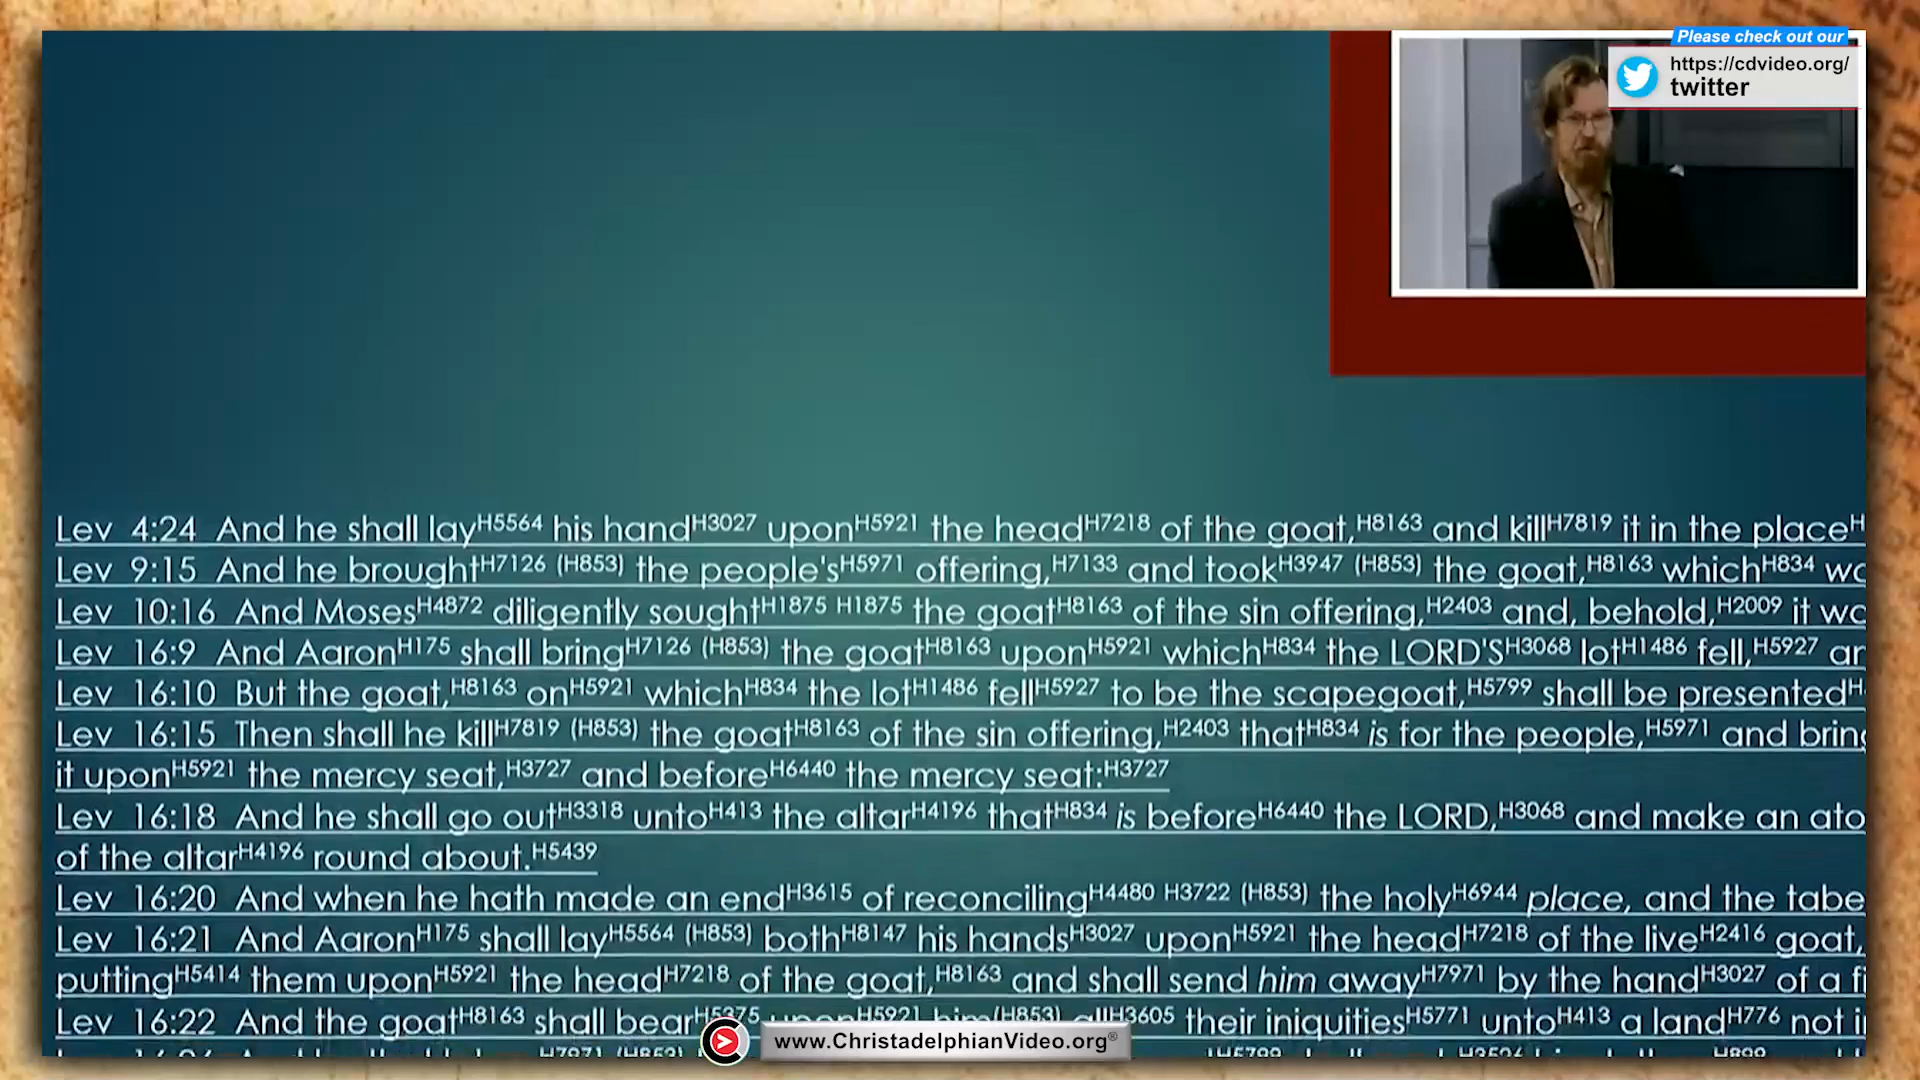 Please check out our
https://cdvideo.org/
twitter
Lev 4:24 And he shall layH5564 his handH3027 uponH5921 the headH7218 of the goat,H8163 and killH7819 it in the placeH
Lev 9:15 And he broughtH7126 (H853) the people'sH5971 offering,H7133 and tookH3947 (H853) the goat,H8163 whichH834
Lev 10:16 And MosesH4872 diligently soughtH1875 H1875 the goatH8163 of the sin offering,H2403 and, behold,H2009 it
Lev 16:9 And AaronH175 shall bringH7126 (H853) the goatH8163 uponH5921 whichH834 the LORD'SH3068 lotH1486 fell,H5927
Lev 16:10 But the goat,H8163 onH5921 whichH834 the lotH1486 fellH5927 to be the scapegoat,H5799 shall be presentedH
Lev 16:15 Then shall he killH7819 (H853) the goatH8163 of the sin offering,H2403 thatH834 is for the people,H5971 and
it uponH5921 the mercy seat,H3727 and beforeH6440 the mercy seat:H3727
Lev 16:18 And he shall go outH3318 untoH413 the altarH4196 thatH834 is beforeH6440 the LORD,H3068 and make an ato
of the altarH4196 round about.H5439
Lev 16:20 And when he hath made an endH3615 of reconcilingH4480 H3722 (H853) the holyH6944 place, and the tabe
Lev 16:21 And AaronH175 shall layH5564 (H853) bothH8147 his handsH3027 uponH5921 the headH7218 of the liveH2416 goat,
puttingH5414 them uponH5921 the headH7218 of the goat,H8163 and shall send him awayH7971 by the handH3027 of a
Lev 16:22 And the goatH8163 shall bearH5375 uponH5921 him(H853) allH3605 their iniquitiesH5771 untoH413 a landH776 not
www.ChristadelphianVideo.org®